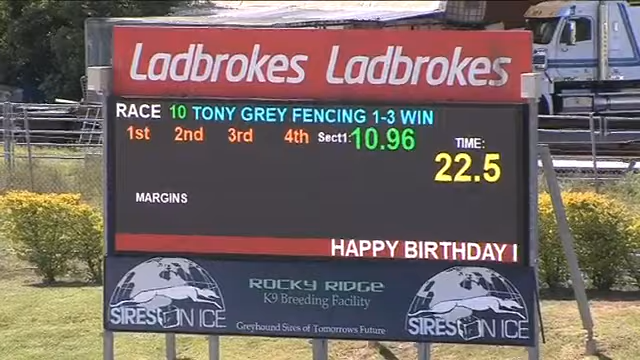 Ladbrokes Ladbrokes
RACE 10 TONY GREY FENCING 1-3 WIN
1st 2nd 3rd 4th Sect1: 10.96 TIME:
22.5
MARGINS
HAPPY BIRTHDAY
ROCKY RIDGE
K9 Breeding Facility
SIRES ON ICE
Greyhound Sires of Tomorrows Future
SIRES ON ICE